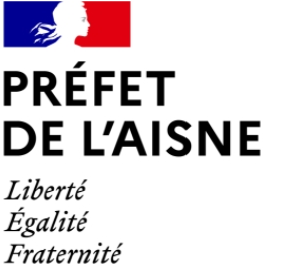 PRÉFET
DE L'AISNE
Liberté
Égalité
Fraternité